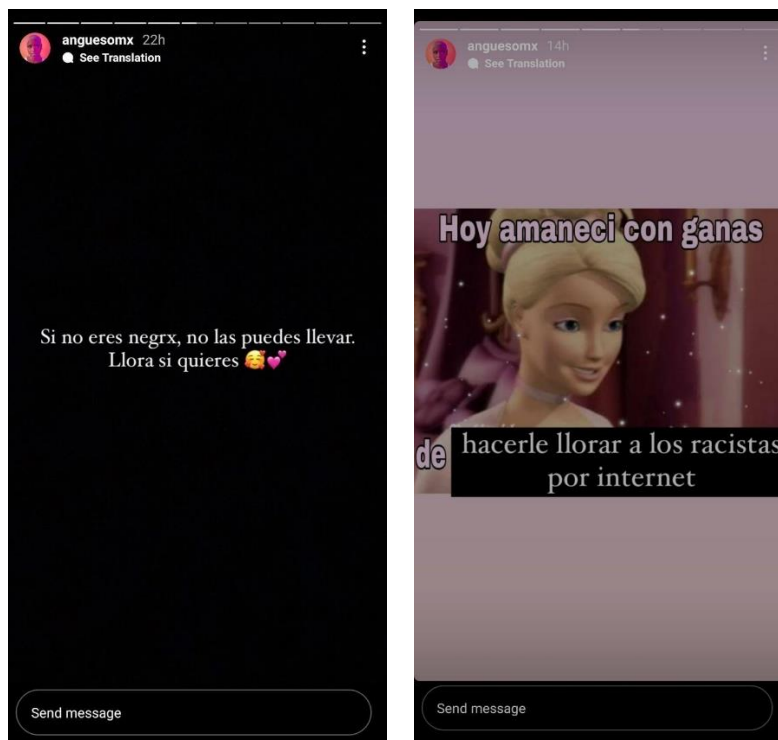 anguesomx 22h
See Translation
Si no eres negrx, no las puedes llevar.
Llora si quieres 🥰💕
Send message
anguesomx 14h
See Translation
Hoy amaneci con ganas
de hacerle llorar a los racistas
por internet
Send message